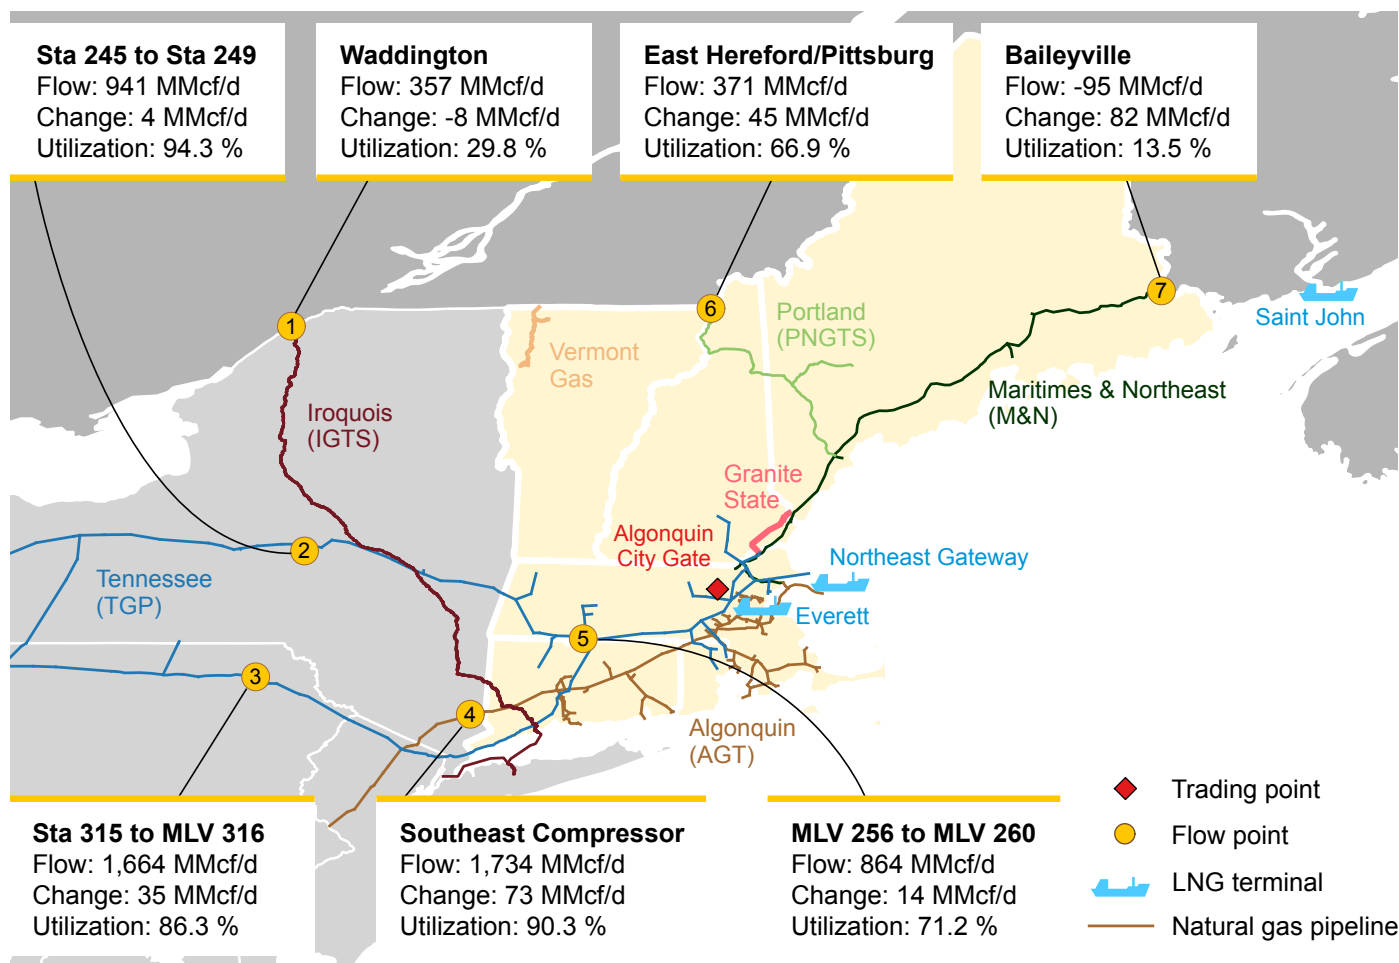 Sta 245 to Sta 249
Flow: 941 MMcf/d
Change: 4 MMcf/d
Utilization: 94.3 %
Waddington
Flow: 357 MMcf/d
Change: -8 MMcf/d
Utilization: 29.8 %
East Hereford/Pittsburg
Flow: 371 MMcf/d
Change: 45 MMcf/d
Utilization: 66.9 %
Baileyville
Flow: -95 MMcf/d
Change: 82 MMcf/d
Utilization: 13.5 %
7
6
1
Saint John
Portland
(PNGTS)
Vermont
Gas
Maritimes & Northeast
(M&N)
Iroquois
(IGTS)
Granite
State
Algonquin
City Gate
2
Northeast Gateway
Tennessee
(TGP)
Everett
5
3
4
Algonquin
(AGT)
Sta 315 to MLV 316
Flow: 1,664 MMcf/d
Change: 35 MMcf/d
Utilization: 86.3 %
Southeast Compressor
Flow: 1,734 MMcf/d
Change: 73 MMcf/d
Utilization: 90.3 %
MLV 256 to MLV 260
Flow: 864 MMcf/d
Change: 14 MMcf/d
Utilization: 71.2 %
Trading point
Flow point
LNG terminal
Natural gas pipeline